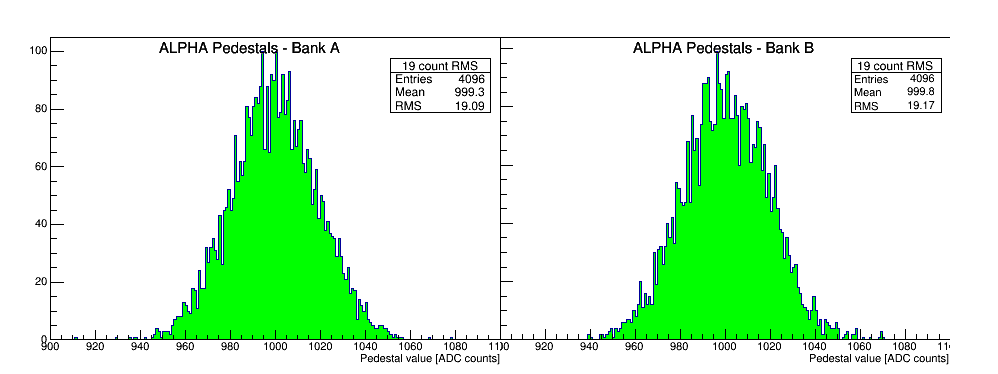 ALPHA Pedestals - Bank A
19 count RMS
Entries 4096
Mean 999.3
RMS 19.09
100
80
60
40
20
0
900 920 940 960 980 1000 1020 1040 1060 1080 11
Pedestal value [ADC counts]
ALPHA Pedestals - Bank B
19 count RMS
Entries 4096
Mean 999.8
RMS 19.17
920 940 960 980 1000 1020 1040 1060 1080 11
Pedestal value [ADC counts]